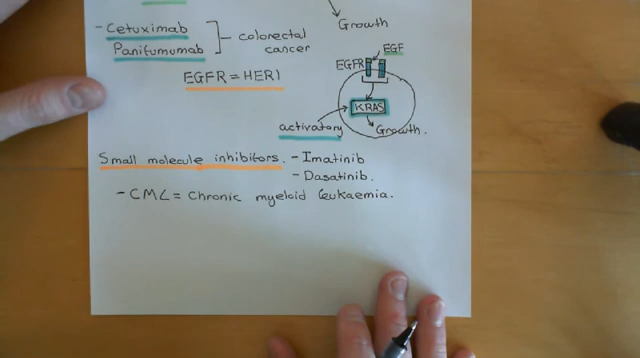 Growth
- Cetuximab
Panitumumab
colorectal
cancer
EGFR = HER1
EGFR
EGF
KRAS
activatory
Growth.
Small molecule inhibitors. - Imatinib
- Dasatinib.
- CML = Chronic myeloid leukaemia.